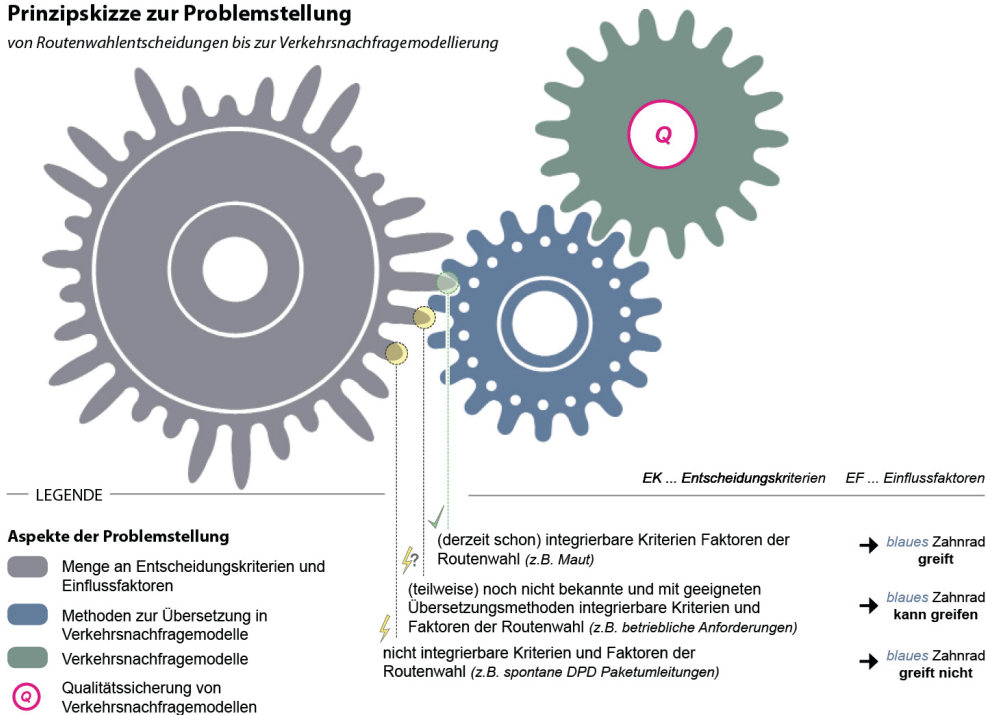 Prinzipskizze zur Problemstellung
von Routenwahlentscheidungen bis zur Verkehrsnachfragemodellierung
Q
EK ... Entscheidungskriterien EF ... Einflussfaktoren
LEGENDE
Aspekte der Problemstellung
Menge an Entscheidungskriterien und
Einflussfaktoren
Methoden zur Übersetzung in
Verkehrsnachfragemodelle
Verkehrsnachfragemodelle
Q
Qualitätssicherung von
Verkehrsnachfragemodellen
(derzeit schon) integrierbare Kriterien Faktoren der
Routenwahl (z.B. Maut)
blaues Zahnrad
greift
?
(teilweise) noch nicht bekannte und mit geeigneten
Übersetzungsmethoden integrierbare Kriterien und
Faktoren der Routenwahl (z.B. betriebliche Anforderungen)
blaues Zahnrad
kann greifen
nicht integrierbare Kriterien und Faktoren der
Routenwahl (z.B. spontane DPD Paketumleitungen)
blaues Zahnrad
greift nicht